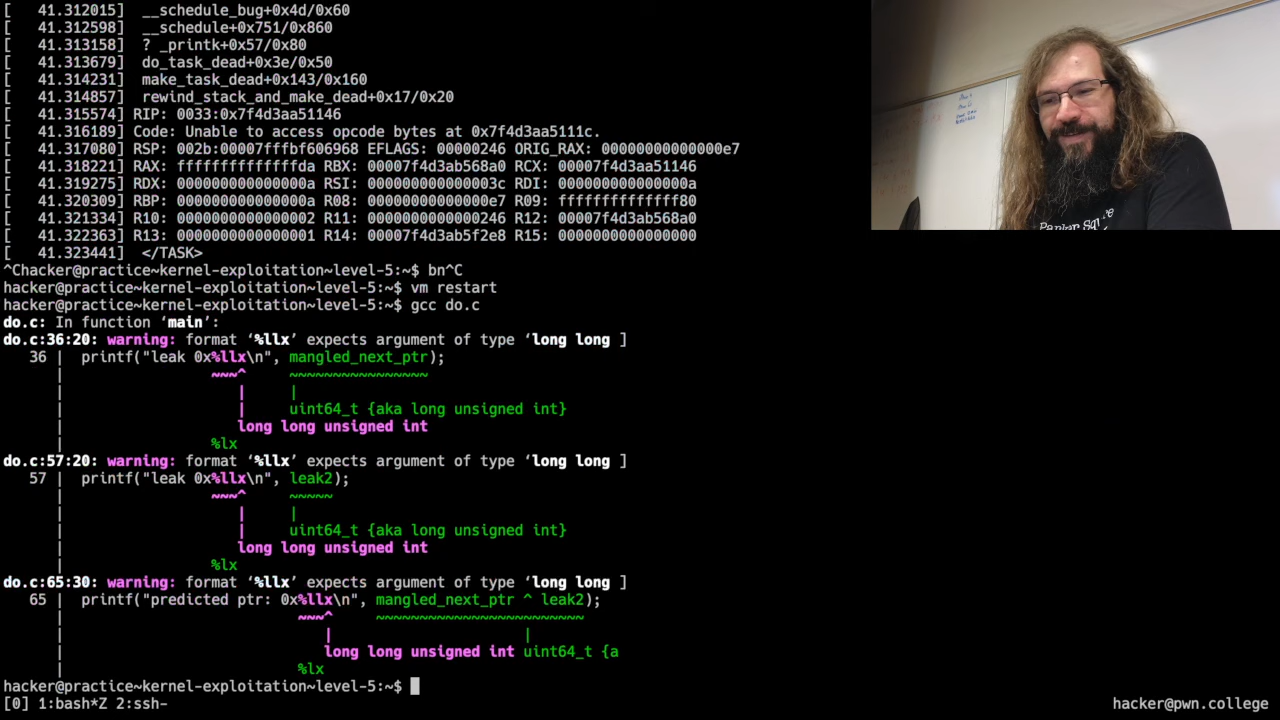 [   41.312015]  __schedule_bug+0x4d/0x60
[   41.312598]  __schedule+0x751/0x860
[   41.313158]  ? _printk+0x57/0x80
[   41.313679]  do_task_dead+0x3e/0x50
[   41.314231]  make_task_dead+0x143/0x160
[   41.314857]  rewind_stack_and_make_dead+0x17/0x20
[   41.315574] RIP: 0033:0x7f4d3aa51146
[   41.316189] Code: Unable to access opcode bytes at 0x7f4d3aa5111c.
[   41.317080] RSP: 002b:00007fffbf606968 EFLAGS: 00000246 ORIG_RAX: 00000000000000e7
[   41.318221] RAX: ffffffffffffffda RBX: 00007f4d3ab568a0 RCX: 00007f4d3aa51146
[   41.319275] RDX: 000000000000000a RSI: 000000000000003c RDI: 000000000000000a
[   41.320309] RBP: 000000000000000a R08: 00000000000000e7 R09: ffffffffffffff80
[   41.321334] R10: 0000000000000002 R11: 0000000000000246 R12: 00007f4d3ab568a0
[   41.322363] R13: 0000000000000001 R14: 00007f4d3ab5f2e8 R15: 0000000000000000
[   41.323441]  </TASK>
^Chacker@practice~kernel-exploitation~level-5:~$ bn^C
hacker@practice~kernel-exploitation~level-5:~$ vm restart
hacker@practice~kernel-exploitation~level-5:~$ gcc do.c
do.c: In function ‘main’:
do.c:36:20: warning: format ‘%llx’ expects argument of type ‘long long ]
36 |  printf("leak 0x%llx\n", mangled_next_ptr);
|                 ~~~^     ~~~~~~~~~~~~~~~~
|                    |     |
|                    |     uint64_t {aka long unsigned int}
|                    long long unsigned int
|                 %lx
do.c:57:20: warning: format ‘%llx’ expects argument of type ‘long long ]
57 |  printf("leak 0x%llx\n", leak2);
|                 ~~~^     ~~~~~
|                    |     |
|                    |     uint64_t {aka long unsigned int}
|                    long long unsigned int
|                 %lx
do.c:65:30: warning: format ‘%llx’ expects argument of type ‘long long ]
65 |  printf("predicted ptr: 0x%llx\n", mangled_next_ptr ^ leak2);
|                           ~~~^     ~~~~~~~~~~~~~~~~~~~~~~~~
|                              |                      |
|                              long long unsigned int uint64_t {a
|                           %lx
hacker@practice~kernel-exploitation~level-5:~$
[0] 1:bash*Z 2:ssh-
hacker@pwn.college